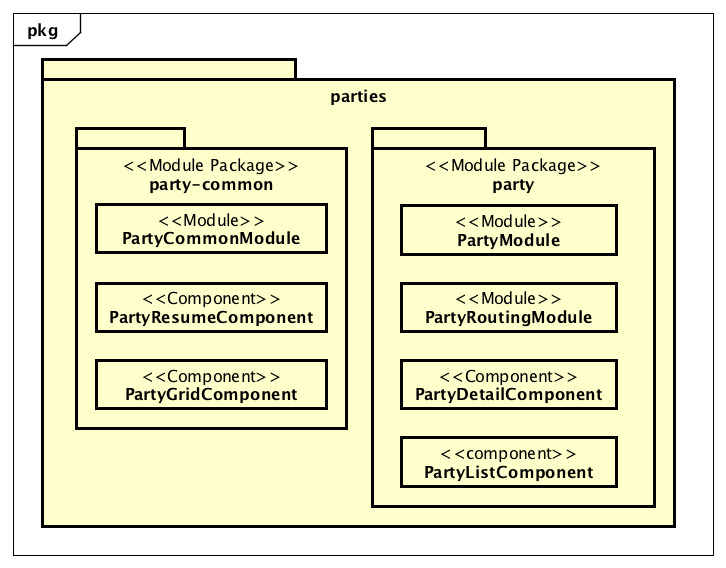 pkg
parties
<<Module Package>>
party-common
<<Module>>
PartyCommonModule
<<Component>>
PartyResumeComponent
<<Component>>
PartyGridComponent
<<Module Package>>
party
<<Module>>
PartyModule
<<Module>>
PartyRoutingModule
<<Component>>
PartyDetailComponent
<<component>>
PartyListComponent